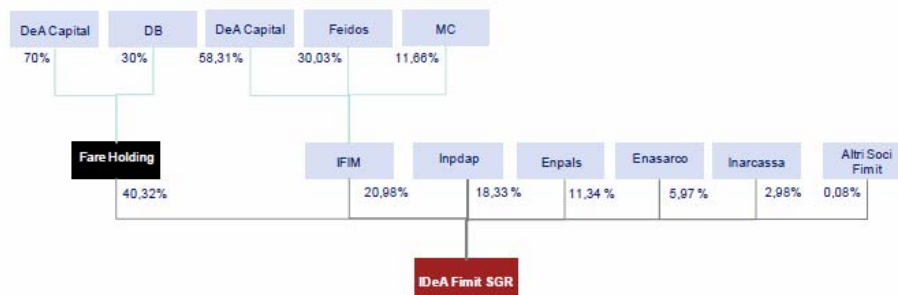 DeA Capital DB DeA Capital Feidos MC
70% 30% 58,31% 30,03% 11,66%
Fare Holding IFIM Inpdap Enpals Enasarco Inarcassa Altri Soci
Fimit
40,32% 20,98% 18,33 % 11,34 % 5,97 % 2,98% 0,08%
IDeA Fimit SGR